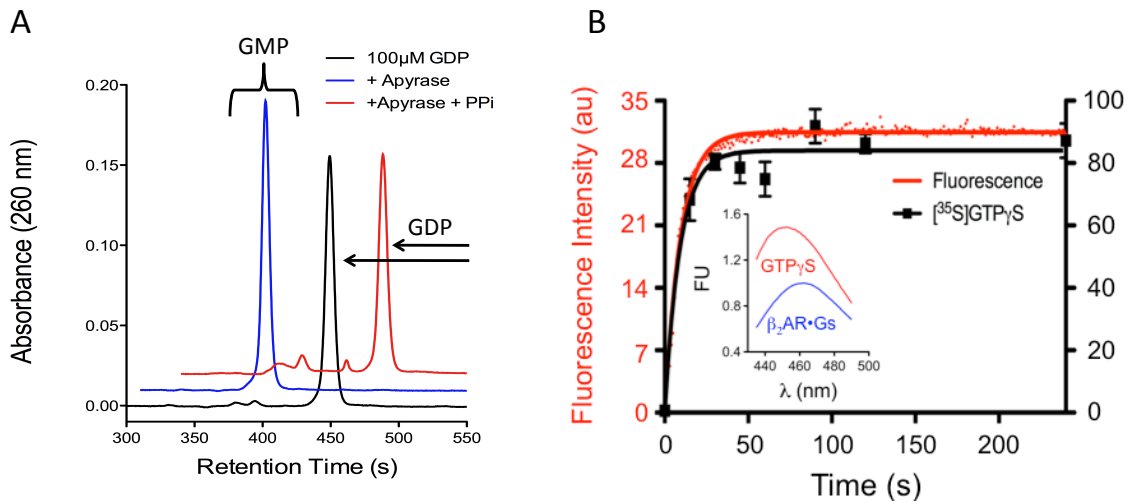 A
GMP
100µM GDP
+ Apyrase
+Apyrase + PPi
Absorbance (260 nm)
0.20
0.15
0.10
0.05
0.00
GDP
300 350 400 450 500 550
Retention Time (s)
B
Fluorescence Intensity (au)
35
28
21
14
7
0
100
80
60
40
20
0
Fluorescence
[³⁵S]GTPγS
FU
1.6
1.2
0.8
0.4
GTPγS
β₂AR•Gs
450 475 500
λ (nm)
0 50 100 150 200
Time (s)